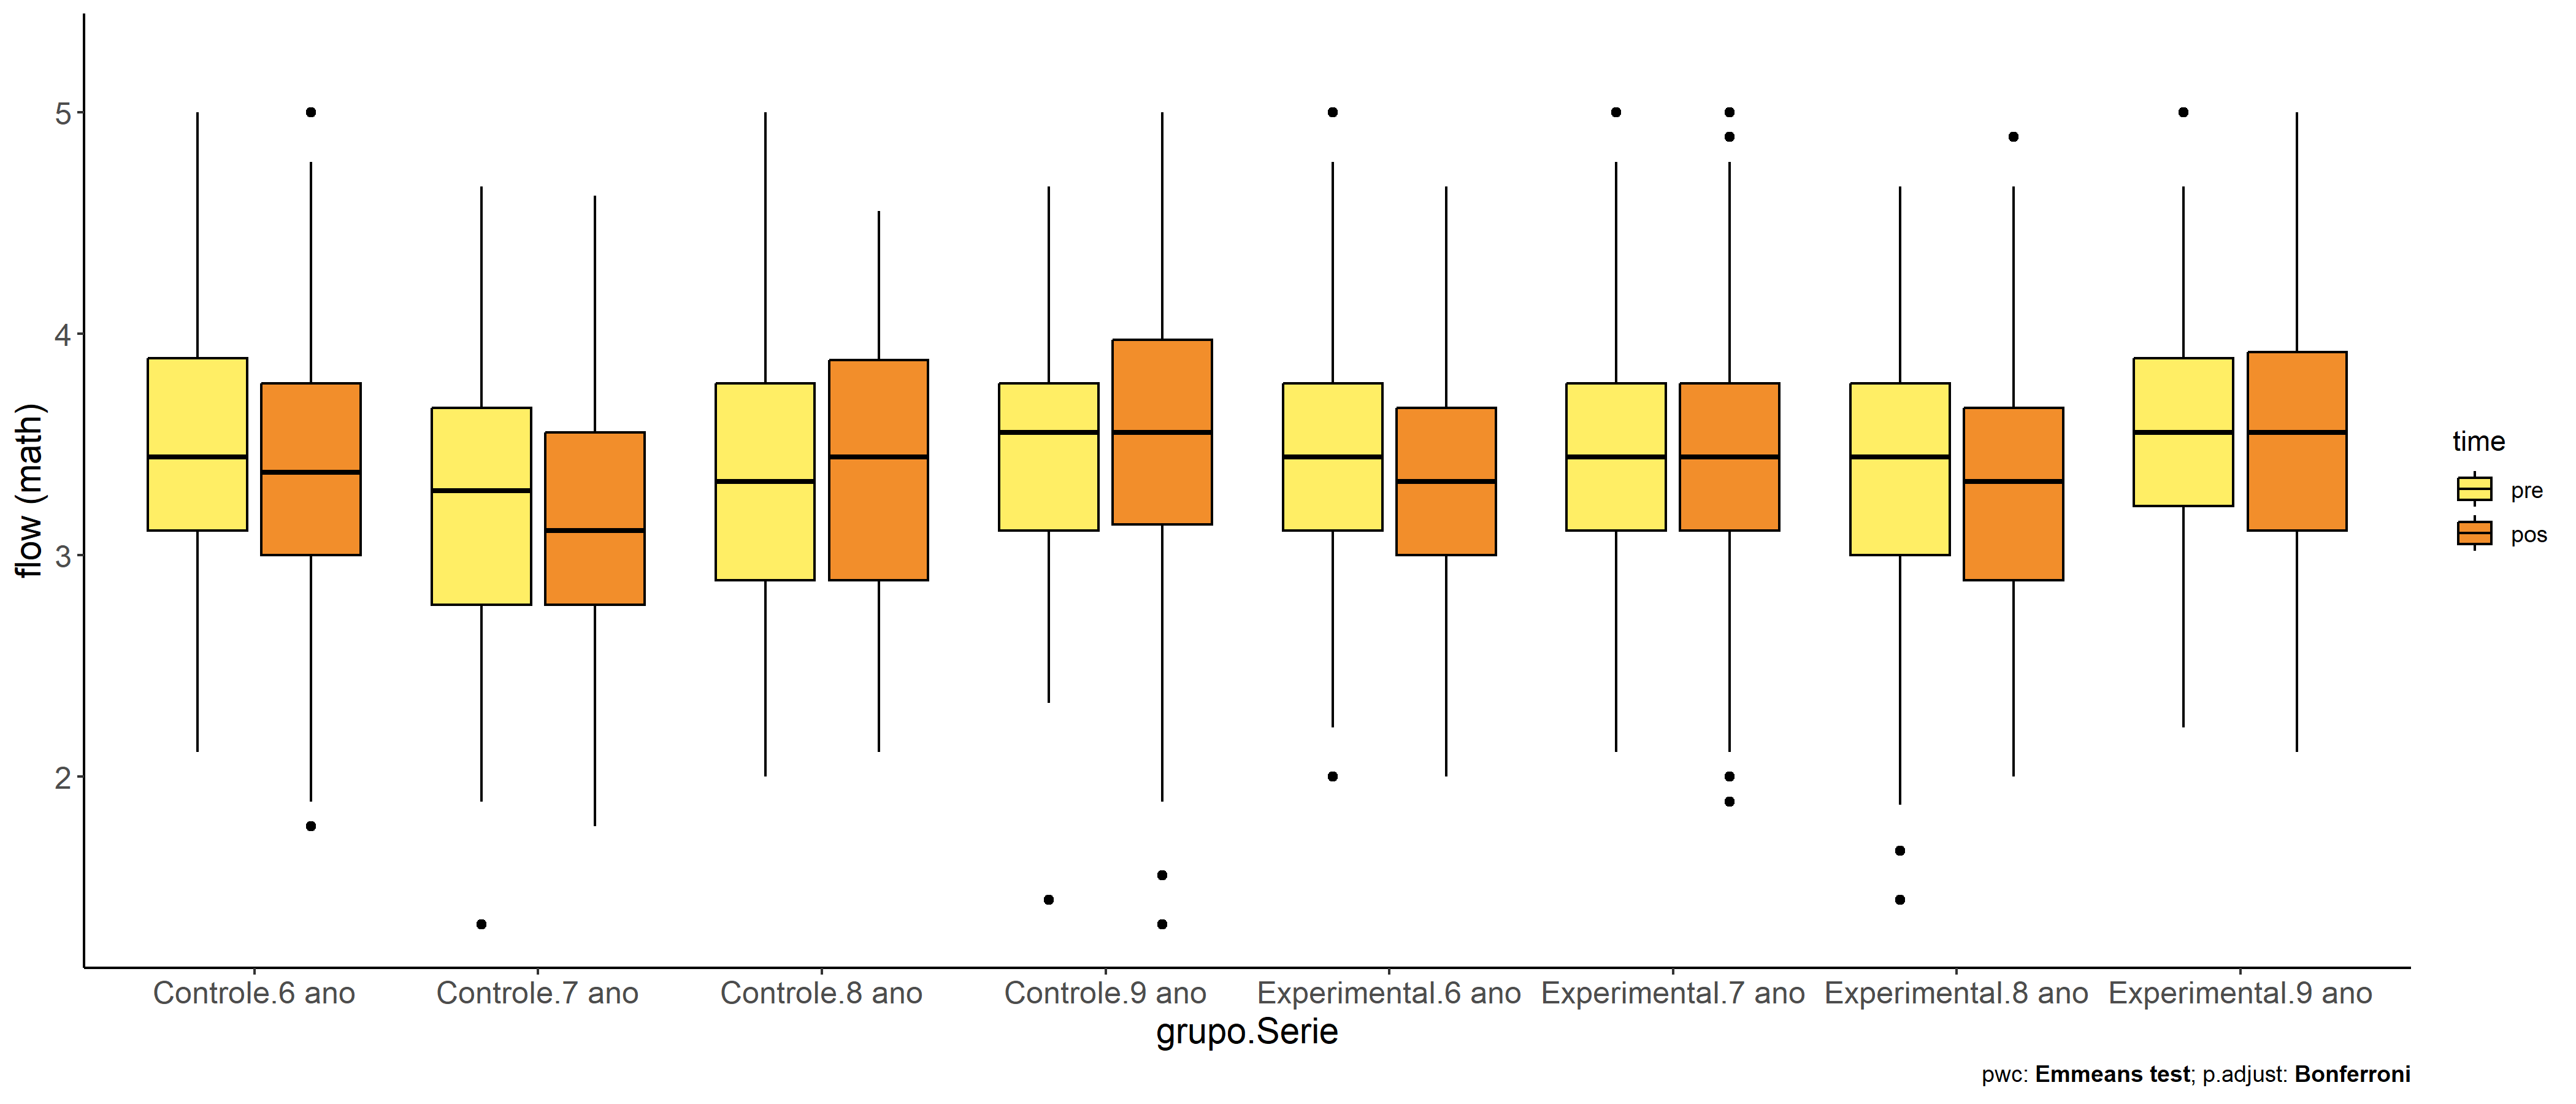 flow (math)
5
4
3
2
Controle.6 ano
Controle.7 ano
Controle.8 ano
Controle.9 ano
Experimental.6 ano
Experimental.7 ano
Experimental.8 ano
Experimental.9 ano
grupo.Serie
time
pre
pos
pwc: Emmeans test; p.adjust: Bonferroni